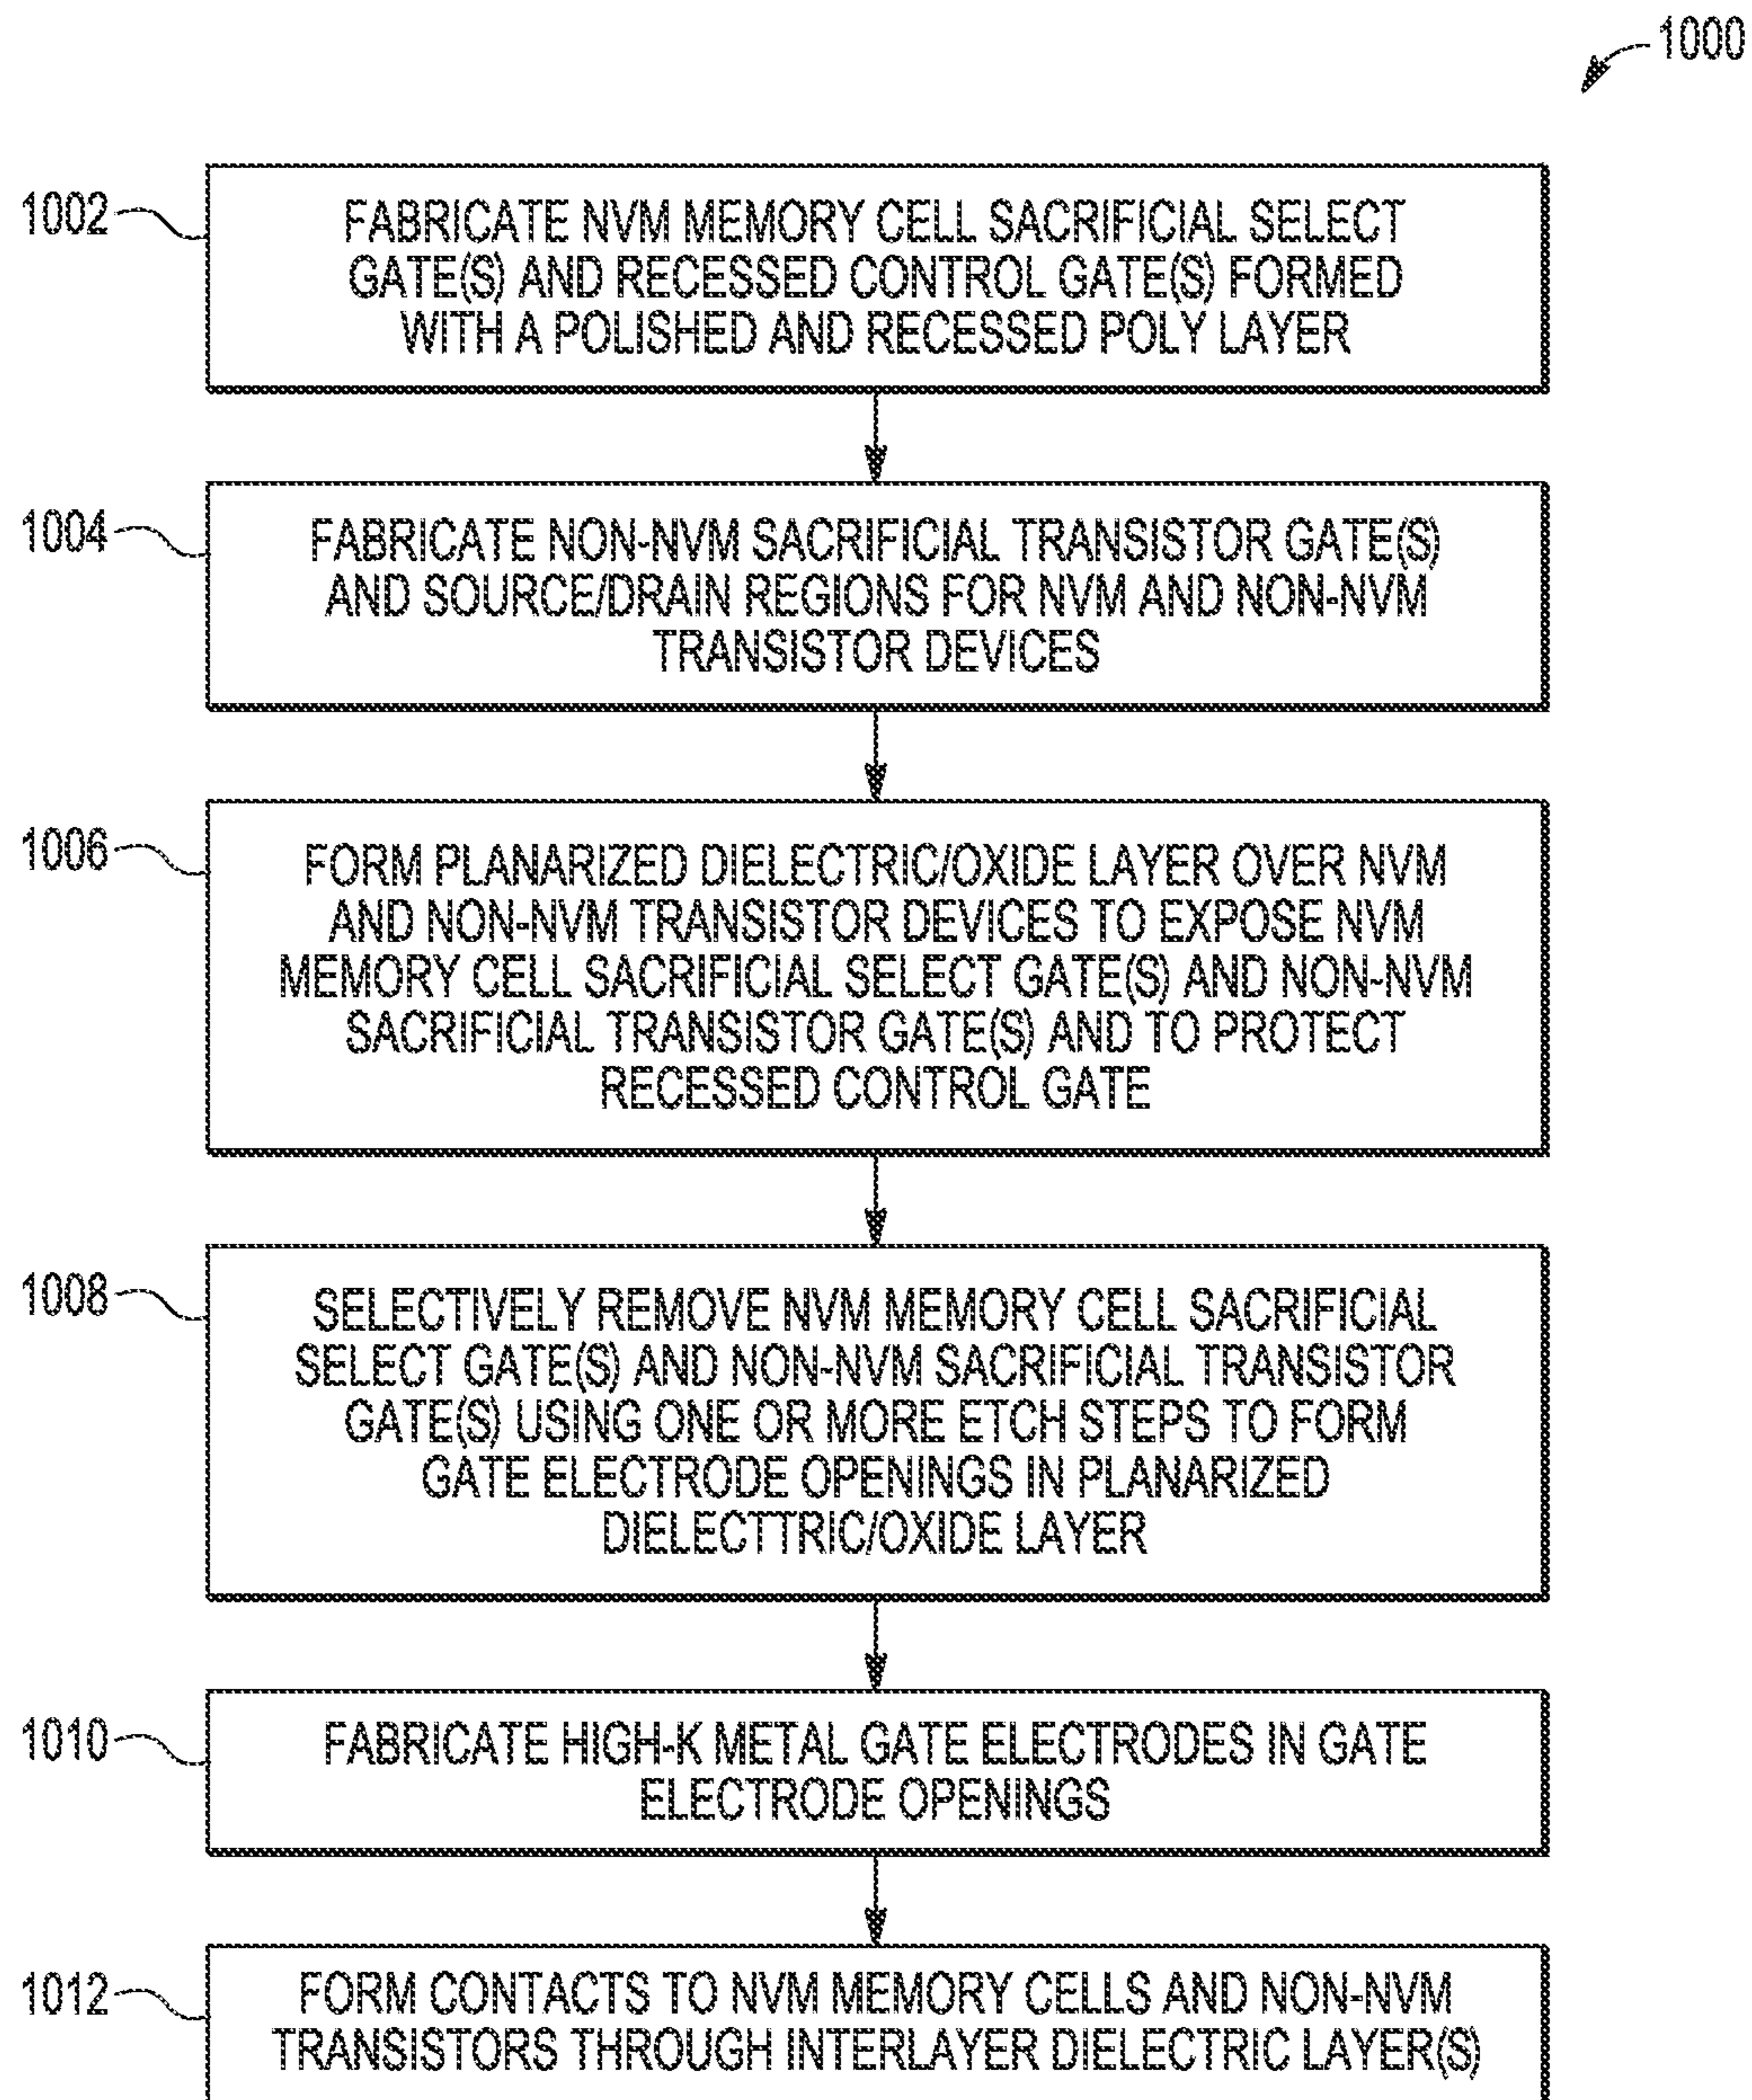 1000
1002
FABRICATE NVM MEMORY CELL SACRIFICIAL SELECT
GATE(S) AND RECESSED CONTROL GATE(S) FORMED
WITH A POLISHED AND RECESSED POLY LAYER
1004
FABRICATE NON-NVM SACRIFICIAL TRANSISTOR GATE(S)
AND SOURCE/DRAIN REGIONS FOR NVM AND NON-NVM
TRANSISTOR DEVICES
1006
FORM PLANARIZED DIELECTRIC/OXIDE LAYER OVER NVM
AND NON-NVM TRANSISTOR DEVICES TO EXPOSE NVM
MEMORY CELL SACRIFICIAL SELECT GATE(S) AND NON-NVM
SACRIFICIAL TRANSISTOR GATE(S) AND TO PROTECT
RECESSED CONTROL GATE
1008
SELECTIVELY REMOVE NVM MEMORY CELL SACRIFICIAL
SELECT GATE(S) AND NON-NVM SACRIFICIAL TRANSISTOR
GATE(S) USING ONE OR MORE ETCH STEPS TO FORM
GATE ELECTRODE OPENINGS IN PLANARIZED
DIELECTTRIC/OXIDE LAYER
1010
FABRICATE HIGH-K METAL GATE ELECTRODES IN GATE
ELECTRODE OPENINGS
1012
FORM CONTACTS TO NVM MEMORY CELLS AND NON-NVM
TRANSISTORS THROUGH INTERLAYER DIELECTRIC LAYER(S)